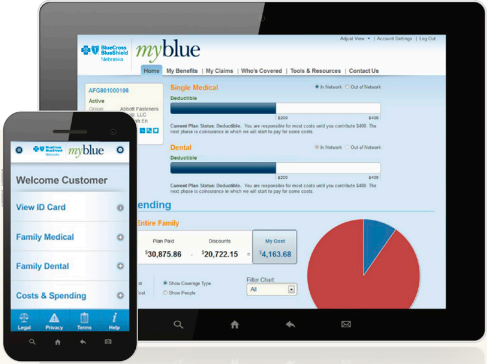 Adjust View | Account Settings | Log Out
BlueCross
BlueShield
Nebraska
myblue
Home | My Benefits | My Claims | Who's Covered | Tools & Resources | Contact Us
AFG801000186
Active
Single Medical
In Network
Out of Network
Deductible
$200
$400
Current Plan Status: Deductible. You are responsible for most costs until you contribute $400. The
next phase is coinsurance in which we will start to pay for some costs.
Dental
In Network
Out of Network
Deductible
$200
$400
Current Plan Status: Deductible. You are responsible for most costs until you contribute $400. The
next phase is coinsurance in which we will start to pay for some costs.
ending
Entire Family
Plan Paid
Discounts
My Cost
$30,875.86 - $20,722.15 = $4,163.68
Show Coverage Type
Show People
Filter Chart:
All
myblue
Welcome Customer
View ID Card
Family Medical
Family Dental
Costs & Spending
Legal
Privacy
Terms
Help